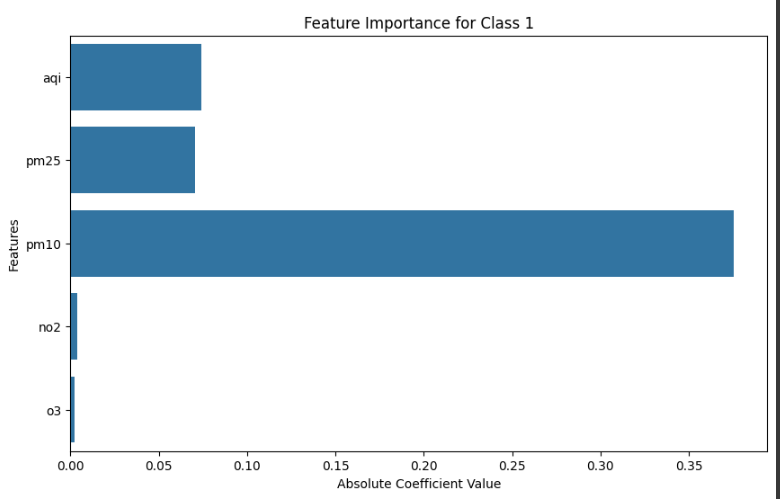 Feature Importance for Class 1
aqi
pm25
pm10
no2
o3
Features
0.00 0.05 0.10 0.15 0.20 0.25 0.30 0.35
Absolute Coefficient Value